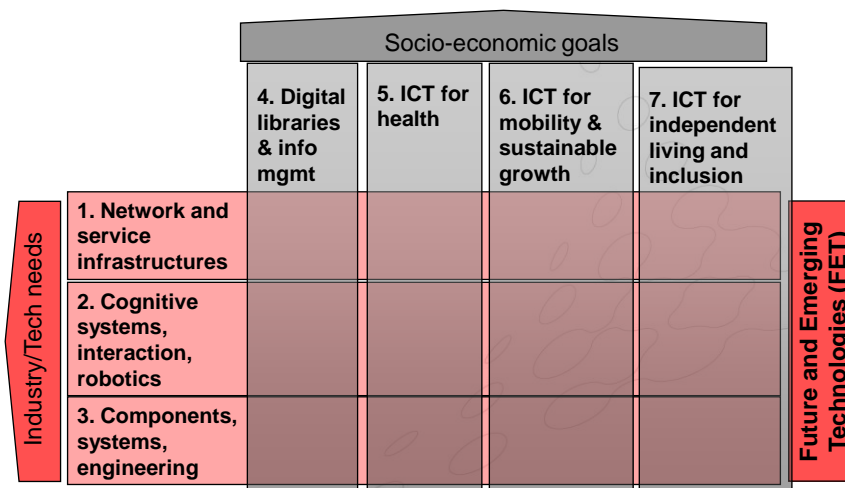 Socio-economic goals
4. Digital
libraries
& info
mgmt
5. ICT for
health
6. ICT for
mobility &
sustainable
growth
7. ICT for
independent
living and
inclusion
Industry/Tech needs
1. Network and
service
infrastructures
2. Cognitive
systems,
interaction,
robotics
3. Components,
systems,
engineering
Future and Emerging
Technologies (FET)